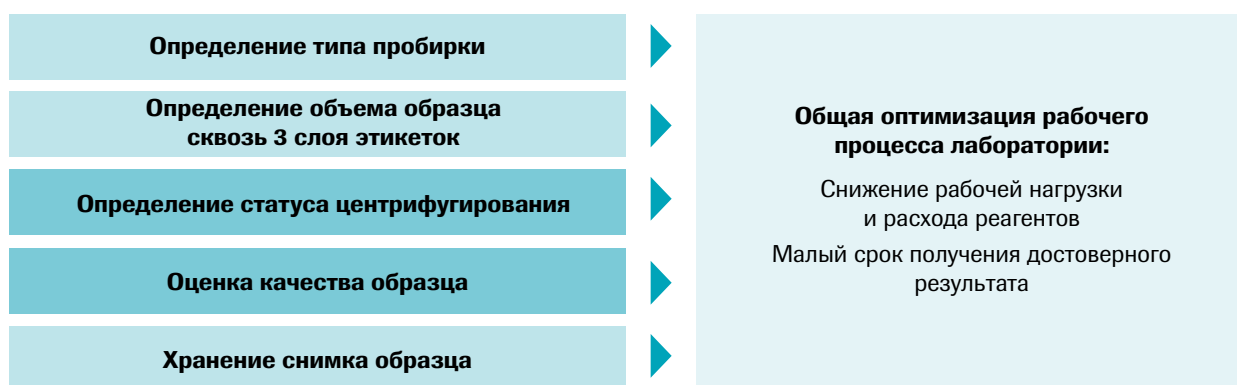 Определение типа пробирки
Определение объема образца
сквозь 3 слоя этикеток
Определение статуса центрифугирования
Оценка качества образца
Хранение снимка образца
Общая оптимизация рабочего
процесса лаборатории:
Снижение рабочей нагрузки
и расхода реагентов
Малый срок получения достоверного
результата